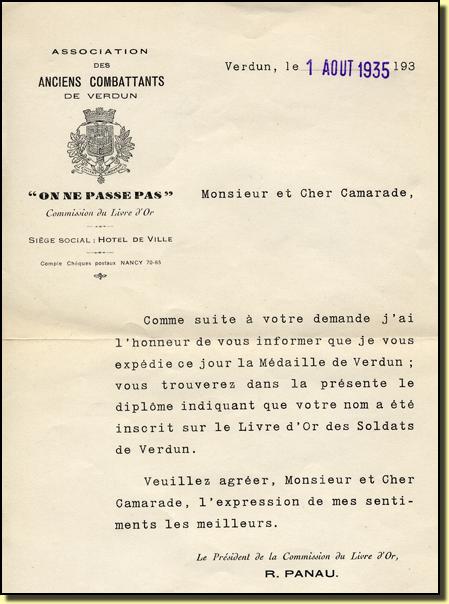 ASSOCIATION
DES
ANCIENS COMBATTANTS
DE VERDUN
"ON NE PASSE PAS"
Commission du Livre d'Or
SIÈGE SOCIAL : HOTEL DE VILLE
Compte Chèques postaux NANCY 70-65
Verdun, le 1 AOUT 1935 193
Monsieur et Cher Camarade,
Comme suite à votre demande j'ai
l'honneur de vous informer que je vous
expédie ce jour la Médaille de Verdun ;
vous trouverez dans la présente le
diplôme indiquant que votre nom a été
inscrit sur le Livre d'Or des Soldats
de Verdun.
Veuillez agréer, Monsieur et Cher
Camarade, l'expression de mes senti-
ments les meilleurs.
Le Président de la Commission du Livre d'Or,
R. PANAU.